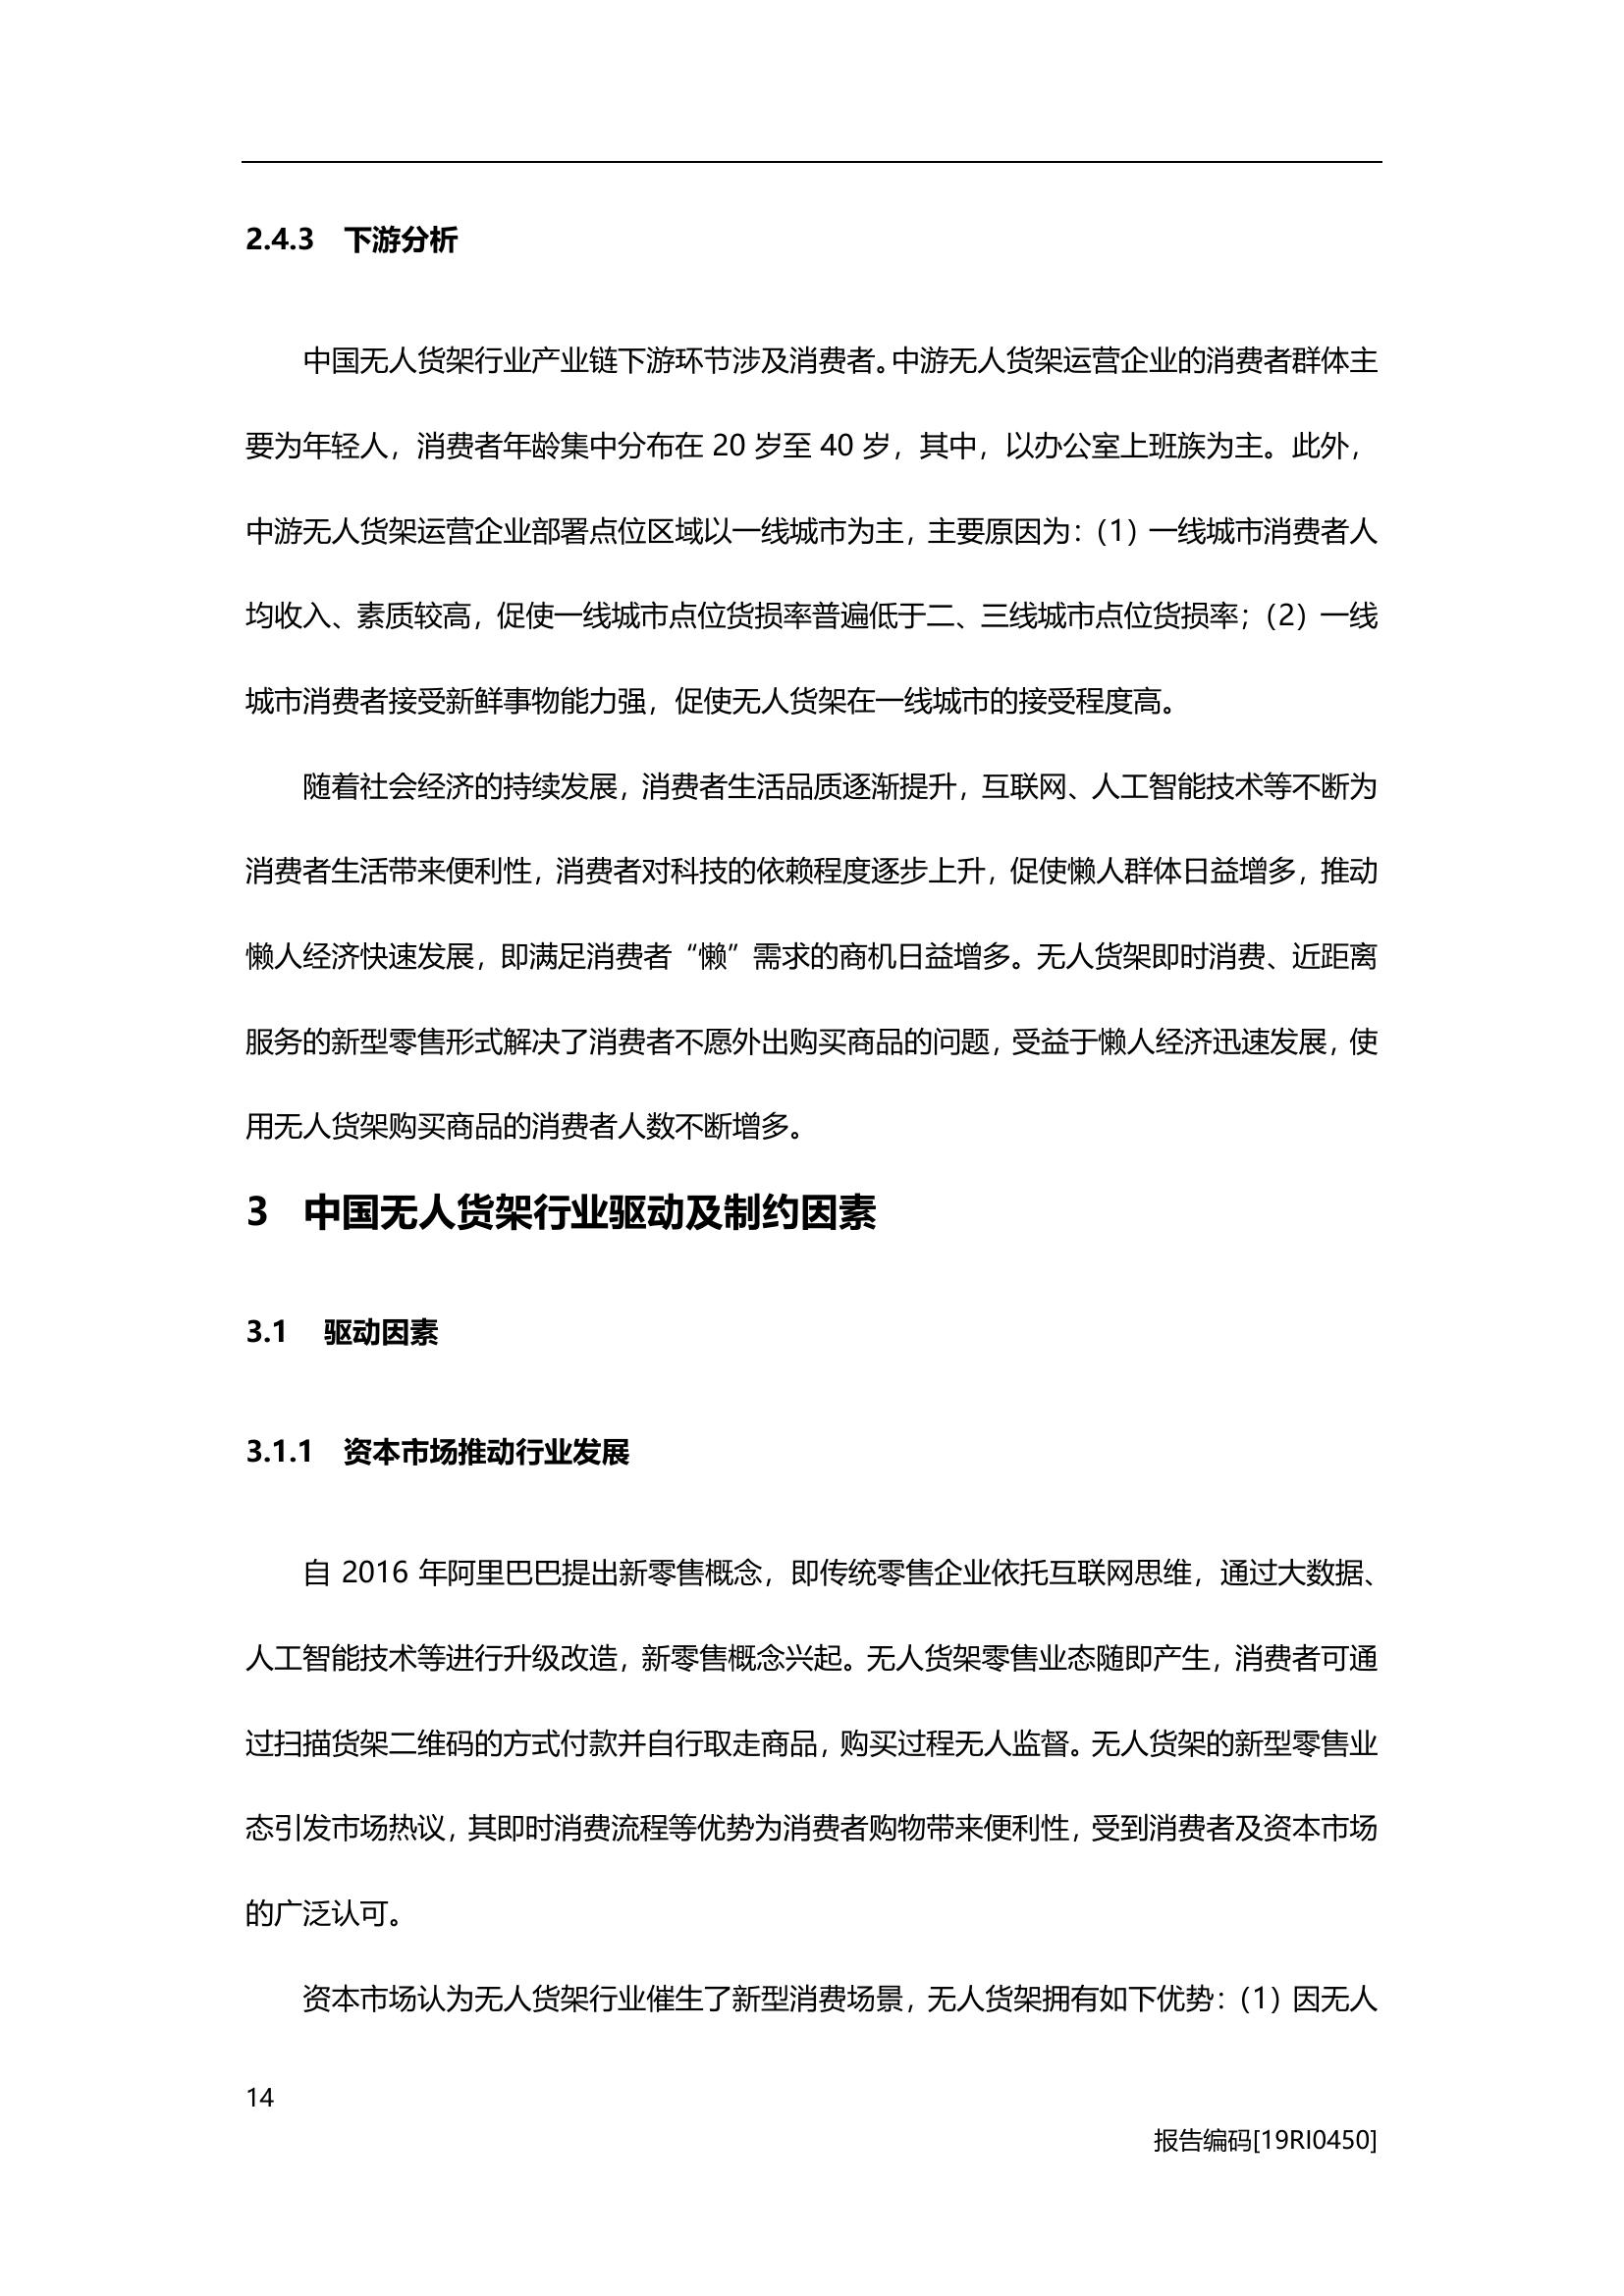 2.4.3 下游分析
中国无人货架行业产业链下游环节涉及消费者。中游无人货架运营企业的消费者群体主
要为年轻人，消费者年龄集中分布在 20 岁至 40 岁，其中，以办公室上班族为主。此外，
中游无人货架运营企业部署点位区域以一线城市为主，主要原因为：（1）一线城市消费者人
均收入、素质较高，促使一线城市点位货损率普遍低于二、三线城市点位货损率；（2）一线
城市消费者接受新鲜事物能力强，促使无人货架在一线城市的接受程度高。
随着社会经济的持续发展，消费者生活品质逐渐提升，互联网、人工智能技术等不断为
消费者生活带来便利性，消费者对科技的依赖程度逐步上升，促使懒人群体日益增多，推动
懒人经济快速发展，即满足消费者“懒”需求的商机日益增多。无人货架即时消费、近距离
服务的新型零售形式解决了消费者不愿外出购买商品的问题，受益于懒人经济迅速发展，使
用无人货架购买商品的消费者人数不断增多。
3 中国无人货架行业驱动及制约因素
3.1 驱动因素
3.1.1 资本市场推动行业发展
自 2016 年阿里巴巴提出新零售概念，即传统零售企业依托互联网思维，通过大数据、
人工智能技术等进行升级改造，新零售概念兴起。无人货架零售业态随即产生，消费者可通
过扫描货架二维码的方式付款并自行取走商品，购买过程无人监督。无人货架的新型零售业
态引发市场热议，其即时消费流程等优势为消费者购物带来便利性，受到消费者及资本市场
的广泛认可。
资本市场认为无人货架行业催生了新型消费场景，无人货架拥有如下优势：（1）因无人
14
报告编码[19RI0450]